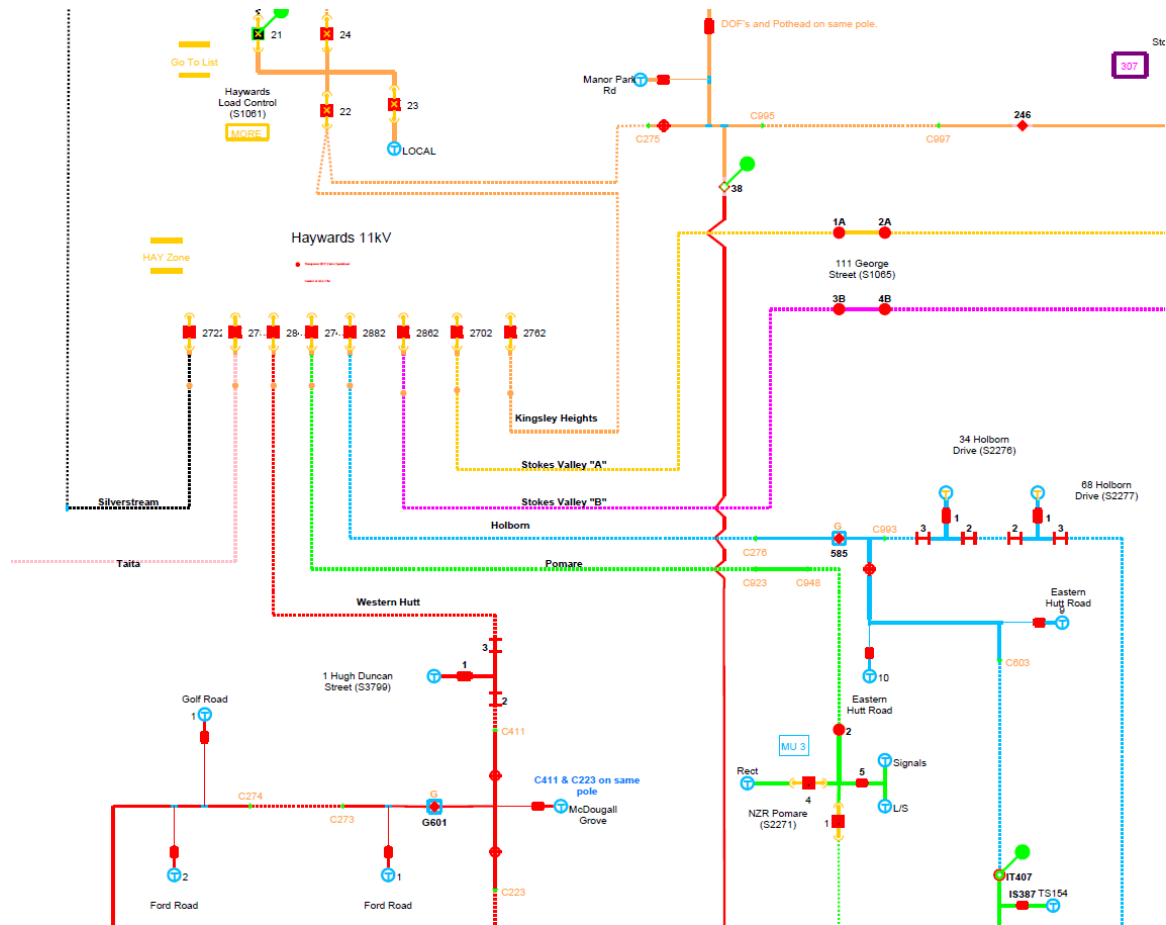 DOF's and Pothead on same pole.
21
24
Sto
Go To List
307
Manor Park
Rd
Haywards
Load Control
(S1061)
MORE
22
23
LOCAL
C275
C995
C997
246
38
Haywards 11kV
HAY Zone
1A
2A
111 George
Street (S1065)
3B
4B
2722
27
28
27
2882
2862
2702
2762
Kingsley Heights
Stokes Valley "A"
Stokes Valley "B"
Silverstream
Holborn
34 Holborn
Drive (S2276)
68 Holborn
Drive (S2277)
1
1
G
C993
3
2
2
3
C276
585
Taita
Pomare
C923
C948
Western Hutt
Eastern
Hutt Road
9
3
1
1 Hugh Duncan
Street (S3799)
2
C603
10
Golf Road
1
Eastern
Hutt Road
C411
2
MU 3
Signals
Rect
5
4
L/S
C411 & C223 on same
pole
C274
C273
G
G601
McDougall
Grove
NZR Pomare
(S2271)
1
2
1
C223
IT407
IS387
TS154
Ford Road
Ford Road